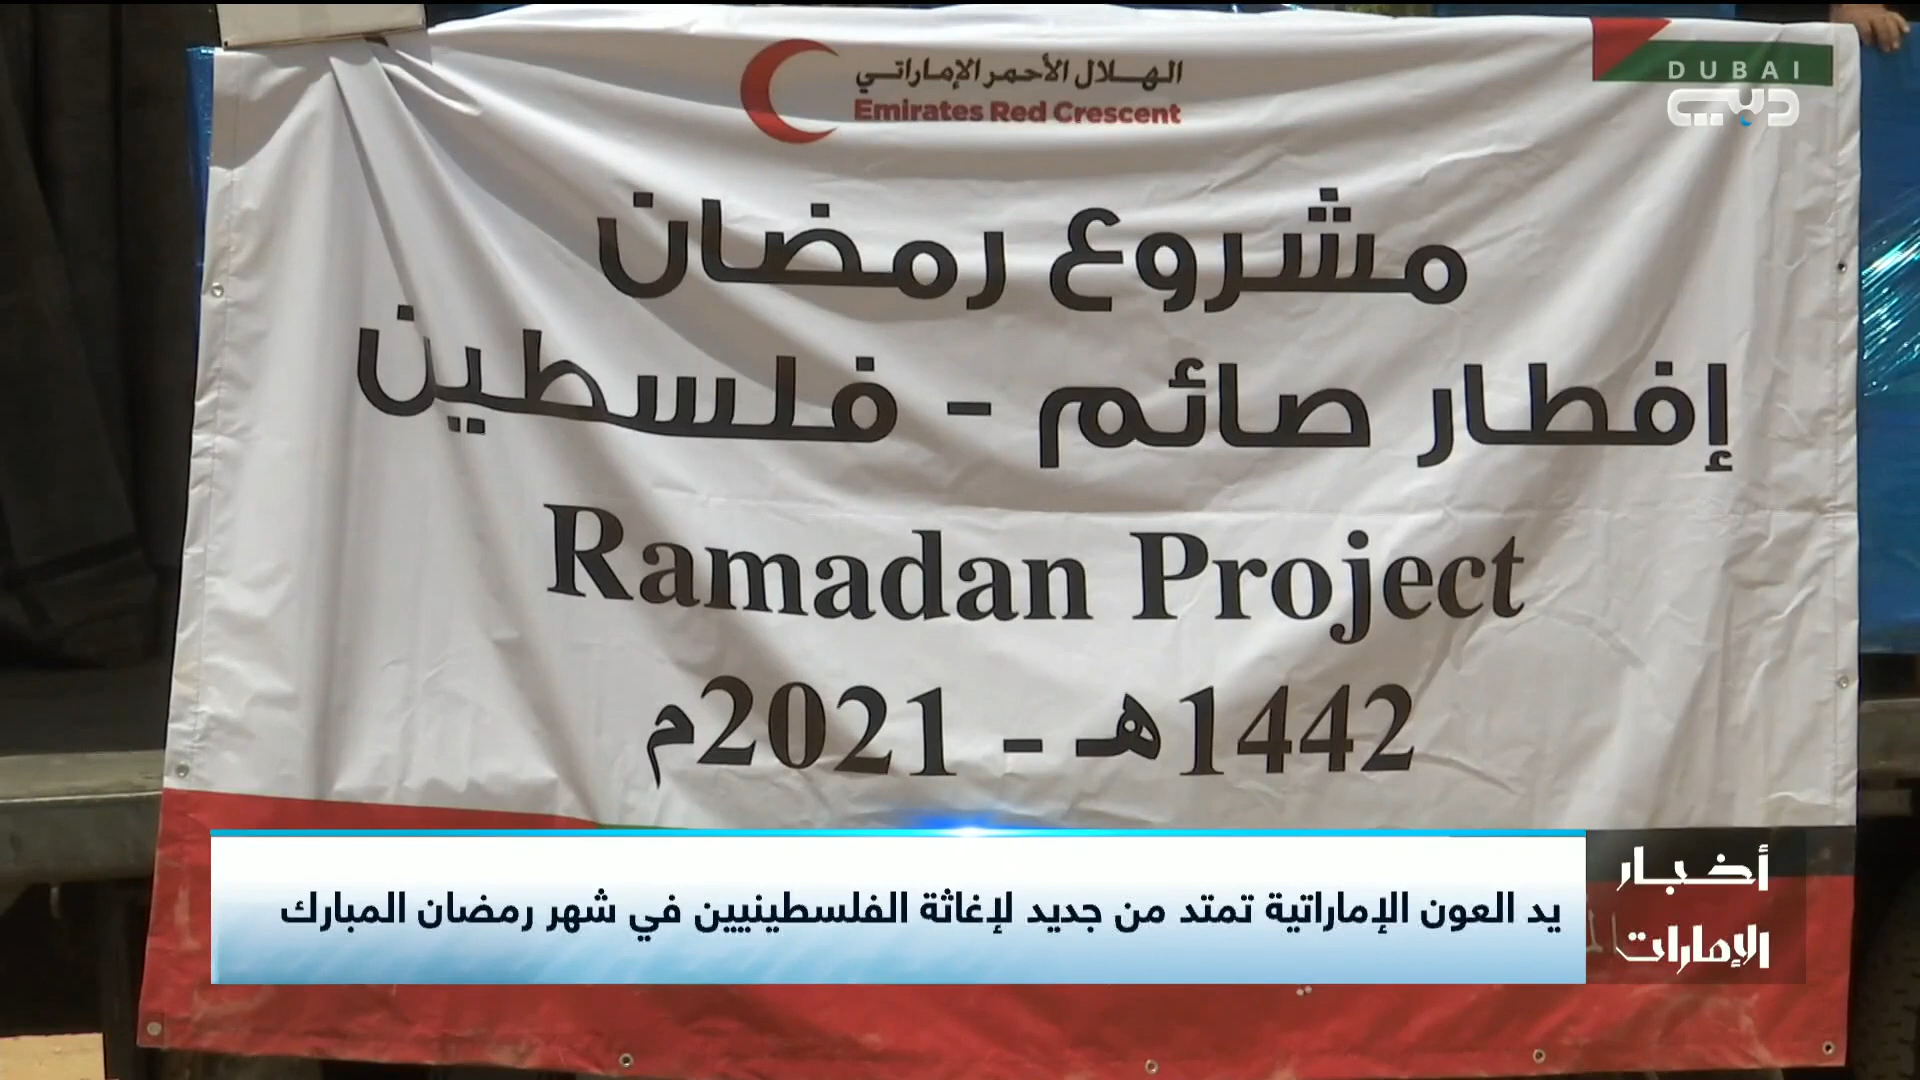 الهلال الأحمر الإماراتي
Emirates Red Crescent
DUBAI
دبي
مشروع رمضان
إفطار صائم - فلسطين
Ramadan Project
1442هـ - 2021م
أخبار
الإمارات
يد العون الإماراتية تمتد من جديد لإغاثة الفلسطينيين في شهر رمضان المبارك